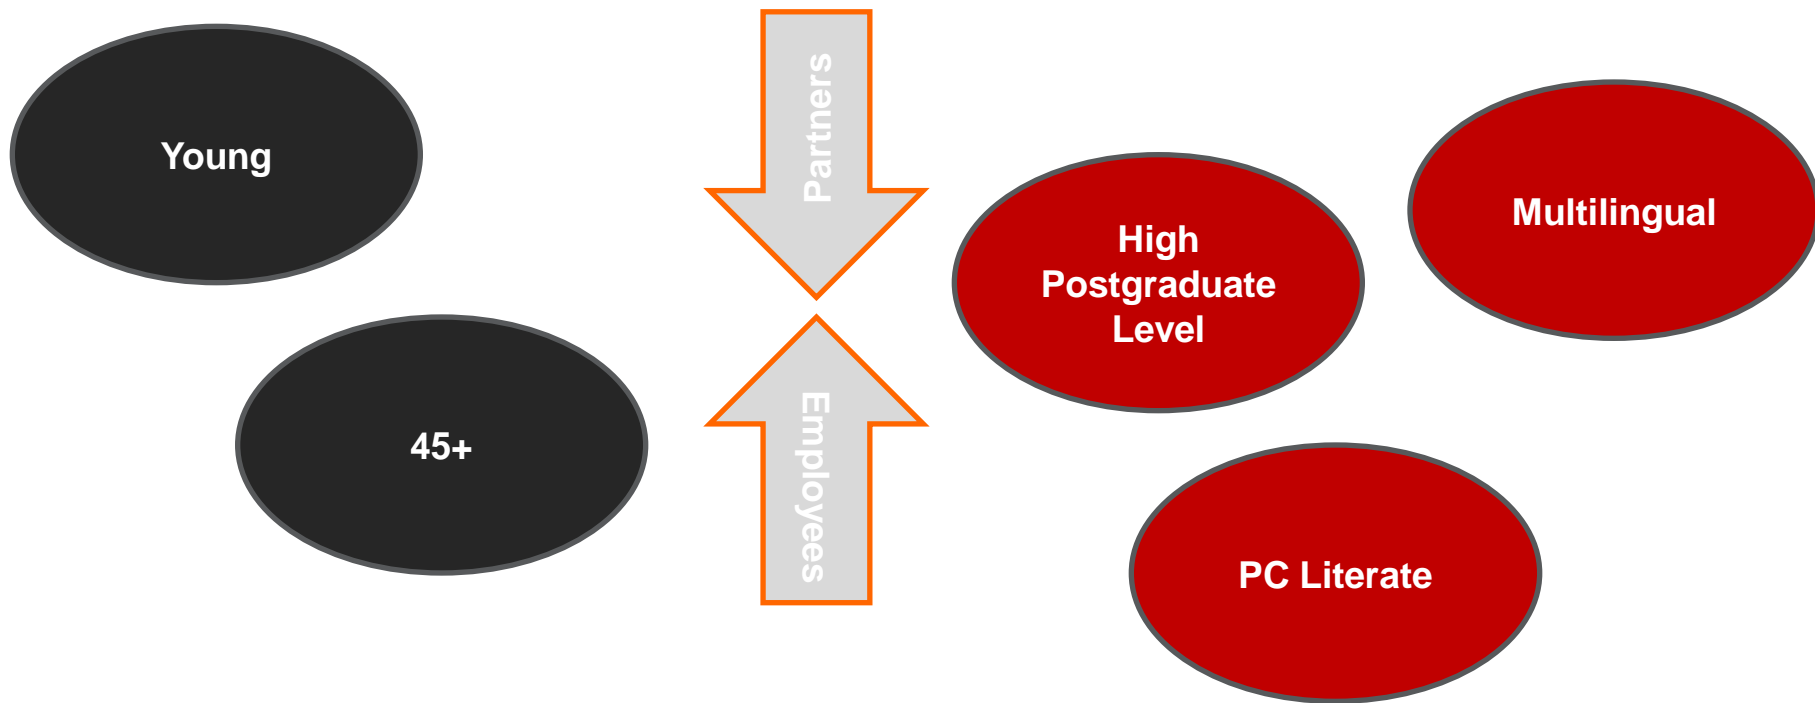 Young
45+
Partners
Employees
High
Postgraduate
Level
Multilingual
PC Literate